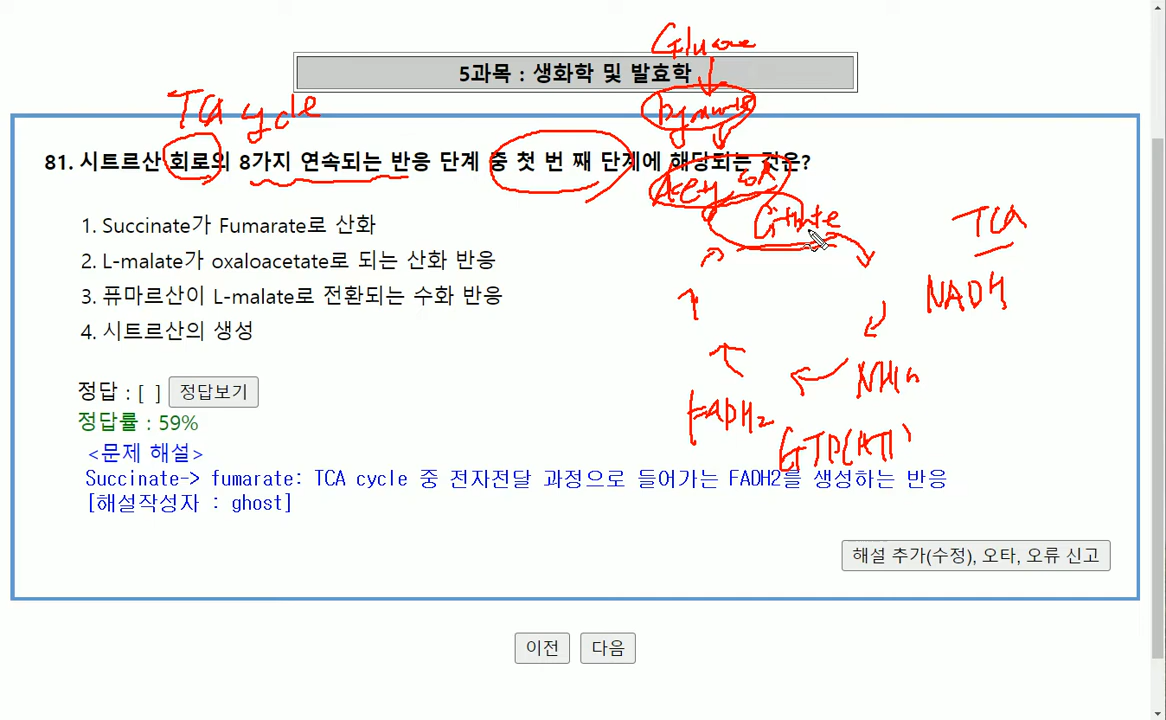 Glucose
5과목 : 생화학 및 발효학
TCA cycle
81. 시트르산 회로의 8가지 연속되는 반응 단계 중 첫 번 째 단계에 해당되는 것은?
Citrate
TCA
1. Succinate가 Fumarate로 산화
2. L-malate가 oxaloacetate로 되는 산화 반응
NADH
3. 퓨마르산이 L-malate로 전환되는 수화 반응
4. 시트르산의 생성
정답 : [ ] 정답보기
FADH2
정답률 : 59%
GTP(ATP)
<문제 해설>
Succinate-> fumarate: TCA cycle 중 전자전달 과정으로 들어가는 FADH2를 생성하는 반응
[해설작성자 : ghost]
해설 추가(수정), 오타, 오류 신고
이전 다음